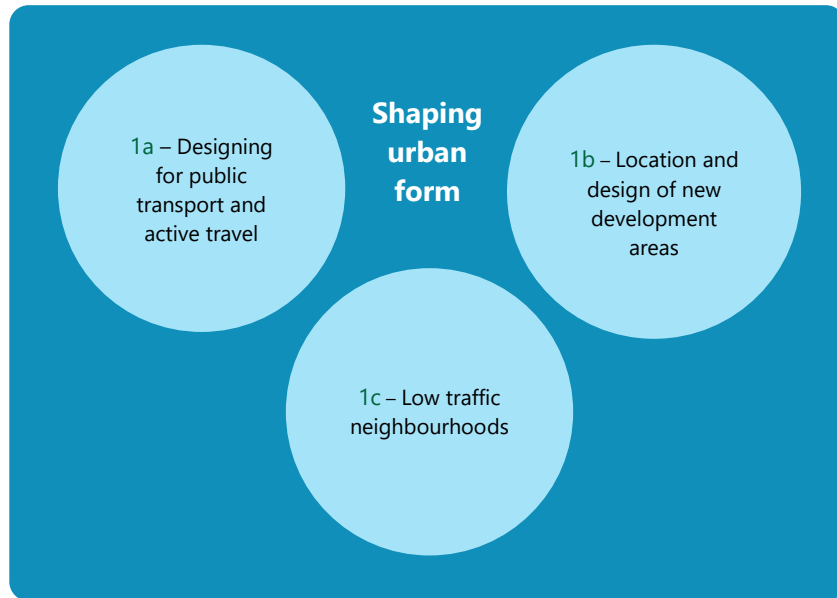 Shaping
urban
form
1a – Designing
for public
transport and
active travel
1b – Location and
design of new
development
areas
1c – Low traffic
neighbourhoods